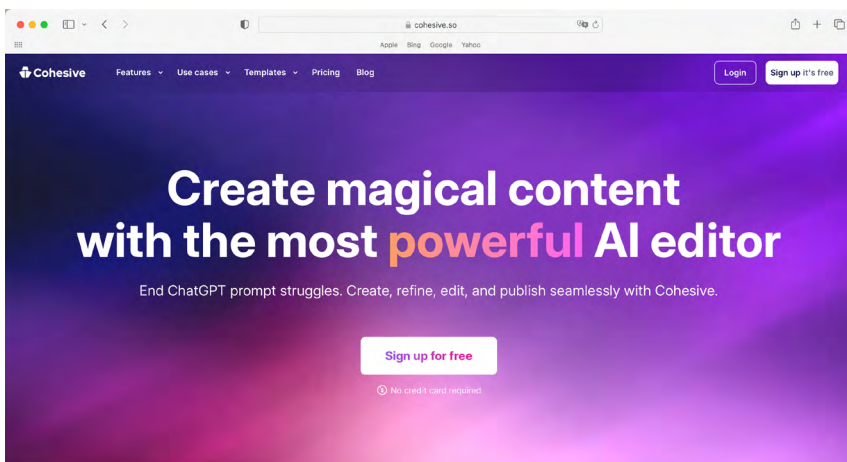 cohesive.so
Apple Bing Google Yahoo
Cohesive Features Use cases Templates Pricing Blog Login Sign up it's free
Create magical content
with the most powerful AI editor
End ChatGPT prompt struggles. Create, refine, edit, and publish seamlessly with Cohesive.
Sign up for free
No credit card required